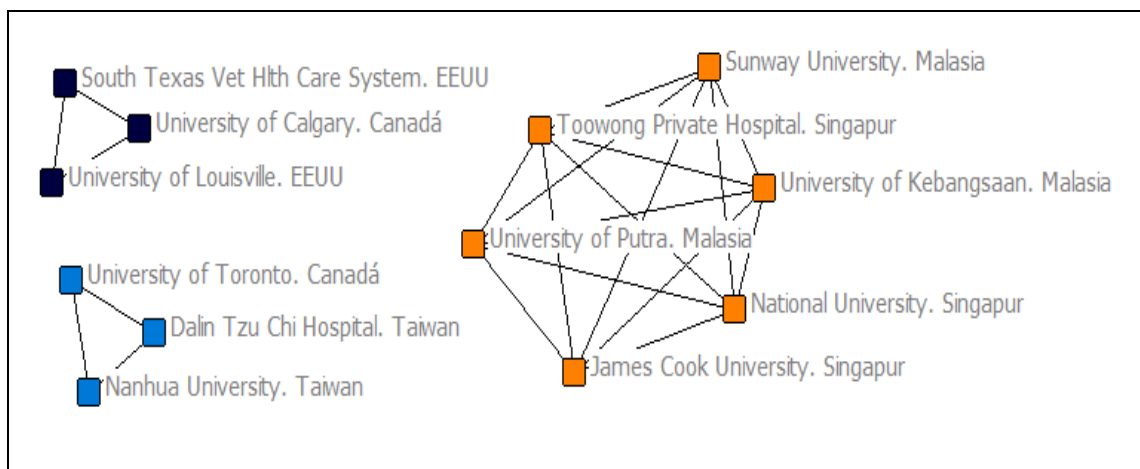 South Texas Vet Hlth Care System. EEUU
University of Calgary. Canadá
University of Louisville. EEUU
University of Toronto. Canadá
Dalin Tzu Chi Hospital. Taiwan
Nanhua University. Taiwan
Sunway University. Malasia
Toowong Private Hospital. Singapur
University of Kebangsaan. Malasia
University of Putra. Malasia
National University. Singapur
James Cook University. Singapur